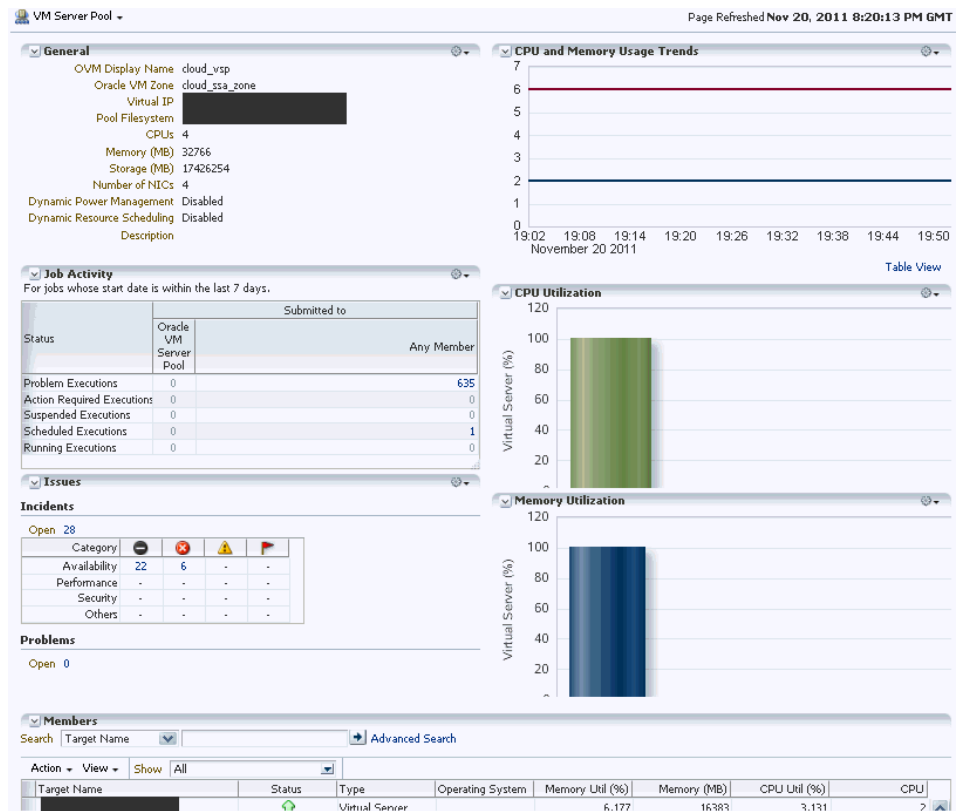 VM Server Pool
Page Refreshed Nov 20, 2011 8:20:13 PM GMT
General
OVM Display Name cloud_vsp
Oracle VM Zone cloud_ssa_zone
Virtual IP
Pool Filesystem
CPUs 4
Memory (MB) 32766
Storage (MB) 17426254
Number of NICs 4
Dynamic Power Management Disabled
Dynamic Resource Scheduling Disabled
Description
Job Activity
For jobs whose start date is within the last 7 days.
Status
Submitted to
Oracle
VM
Server
Pool
Any Member
Problem Executions 0 635
Action Required Executions 0 0
Suspended Executions 0 0
Scheduled Executions 0 1
Running Executions 0 0
Issues
Incidents
Open 28
Category
Availability 22 6 - -
Performance - - - -
Security - - - -
Others - - - -
Problems
Open 0
CPU and Memory Usage Trends
7
6
5
4
3
2
1
0
19:02 19:08 19:14 19:20 19:26 19:32 19:38 19:44 19:50
November 20 2011
Table View
CPU Utilization
Virtual Server (%)
120
100
80
60
40
20
Memory Utilization
Virtual Server (%)
120
100
80
60
40
20
Members
Search Target Name Advanced Search
Action View Show All
Target Name Status Type Operating System Memory Util (%) Memory (MB) CPU Util (%) CPU
Virtual Server 6.177 16383 3.131 2